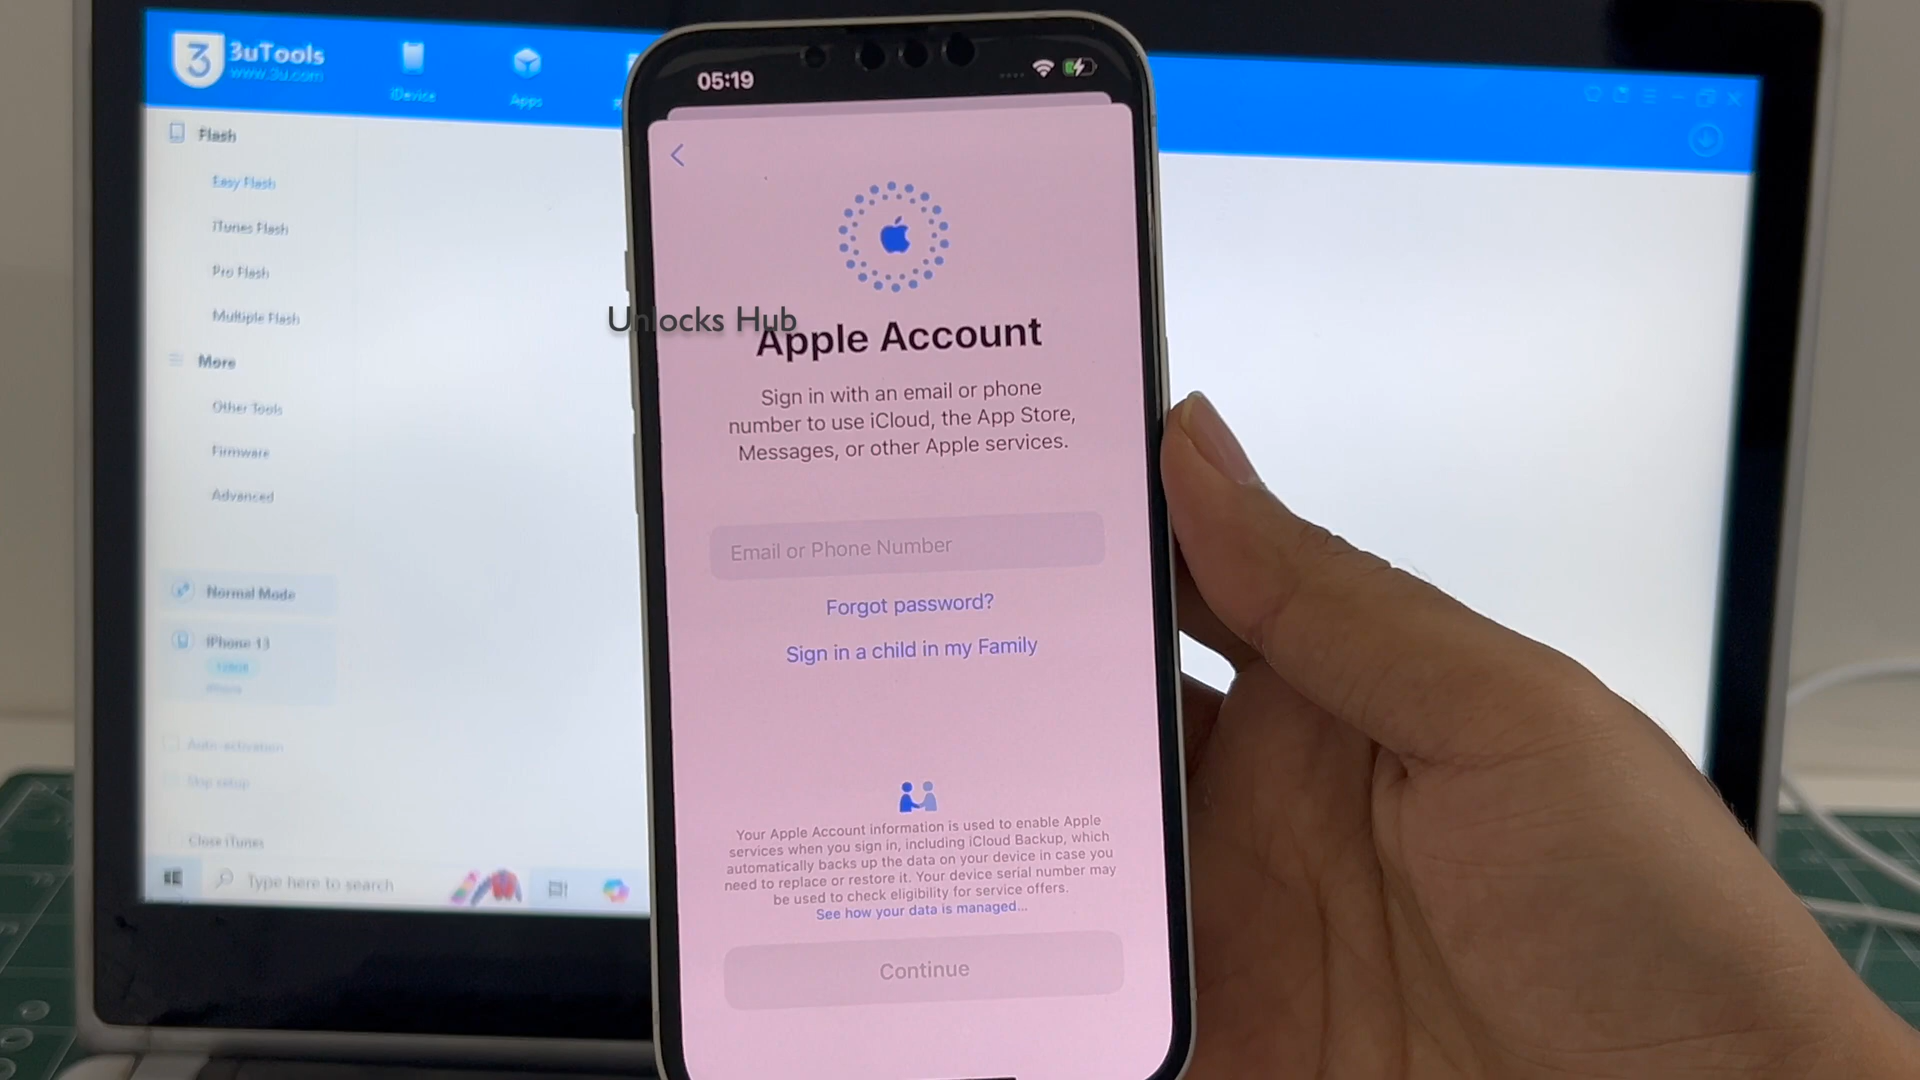 3uTools
www.3u.com
iDevice
Apps
Flash
Easy Flash
iTunes Flash
Pro Flash
Multiple Flash
More
Other Tools
Firmware
Advanced
Normal Mode
iPhone 13
128GB
iPhone
Auto-activation
Skip setup
Close iTunes
Type here to search
05:19
Unlocks Hub
Apple Account
Sign in with an email or phone
number to use iCloud, the App Store,
Messages, or other Apple services.
Email or Phone Number
Forgot password?
Sign in a child in my Family
Your Apple Account information is used to enable Apple
services when you sign in, including iCloud Backup, which
automatically backs up the data on your device in case you
need to replace or restore it. Your device serial number may
be used to check eligibility for service offers.
See how your data is managed...
Continue